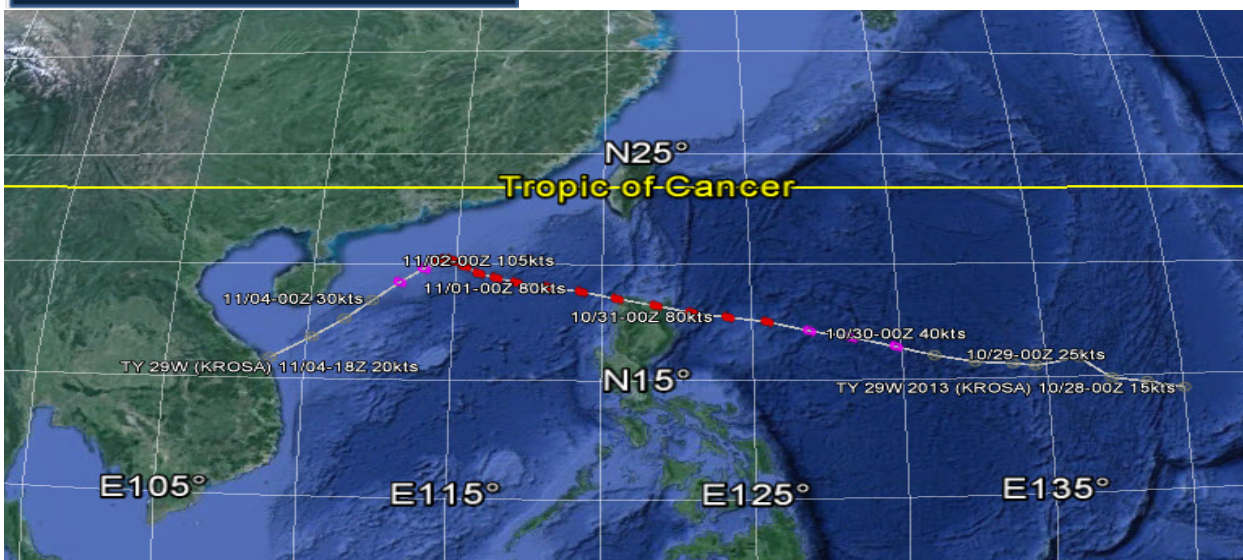 N25°
Tropic of Cancer
11/02-00Z 105kts
11/01-00Z 80kts
11/04-00Z 30kts
10/31-00Z 80kts
10/30-00Z 40kts
10/29-00Z 25kts
TY 29W (KROSA) 11/04-18Z 20kts
N15°
TY 29W 2013 (KROSA) 10/28-00Z 15kts
E105°
E115°
E125°
E135°